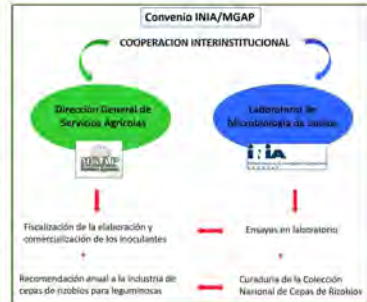 Convenio INIA/MGAP
COOPERACION INTERINSTITUCIONAL
Dirección General de
Servicios Agrícolas
Laboratorio de
Microbiología de Suelos
MGAP
INIA
Fiscalización de la elaboración y
comercialización de los inoculantes
+
Recomendación anual a la industria de
cepas de rizobios para leguminosas
Ensayos en laboratorio
+
Curaduría de la Colección
Nacional de Cepas de Rizobios